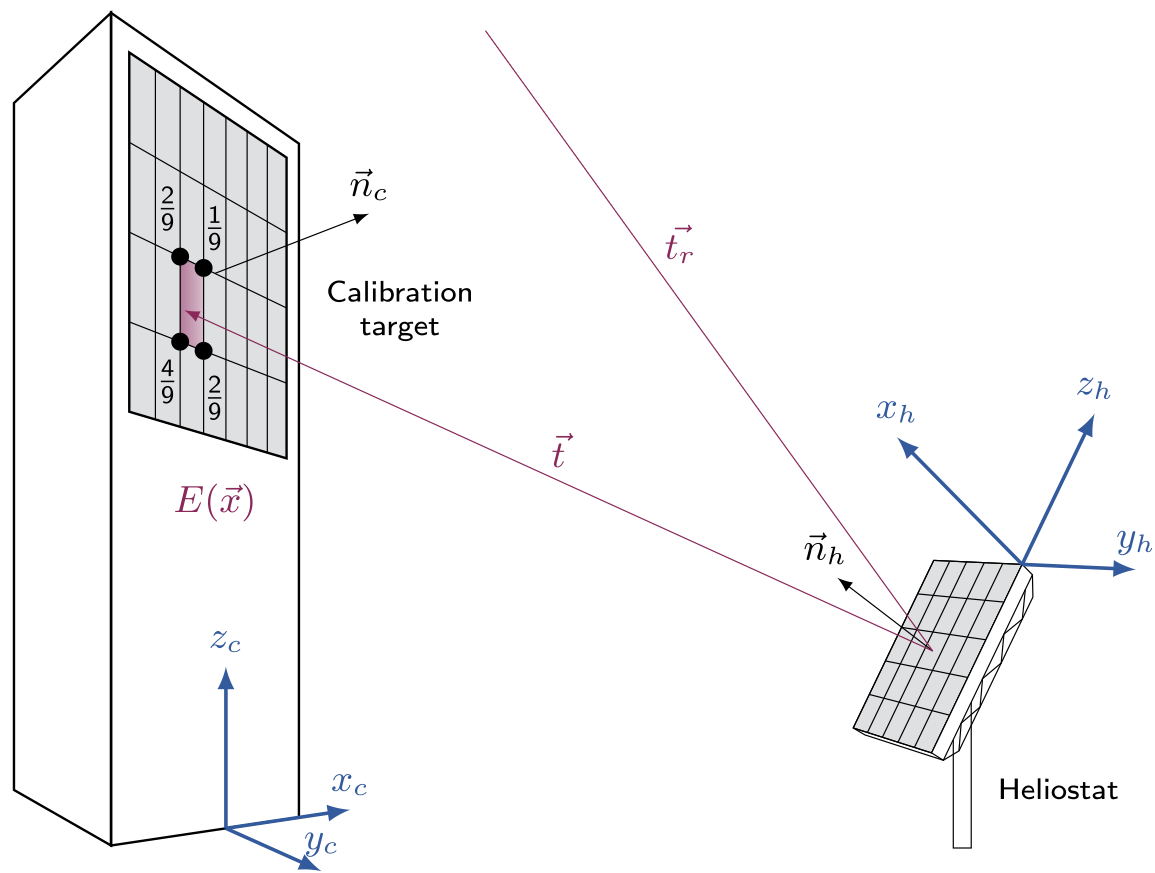 $\vec{n}_c$
$\frac{2}{9}$
$\frac{1}{9}$
$\vec{t_r}$
Calibration
target
$\frac{4}{9}$
$\frac{2}{9}$
$z_h$
$x_h$
$\vec{t}$
$E(\vec{x})$
$\vec{n}_h$
$y_h$
$z_c$
$x_c$
Heliostat
$y_c$